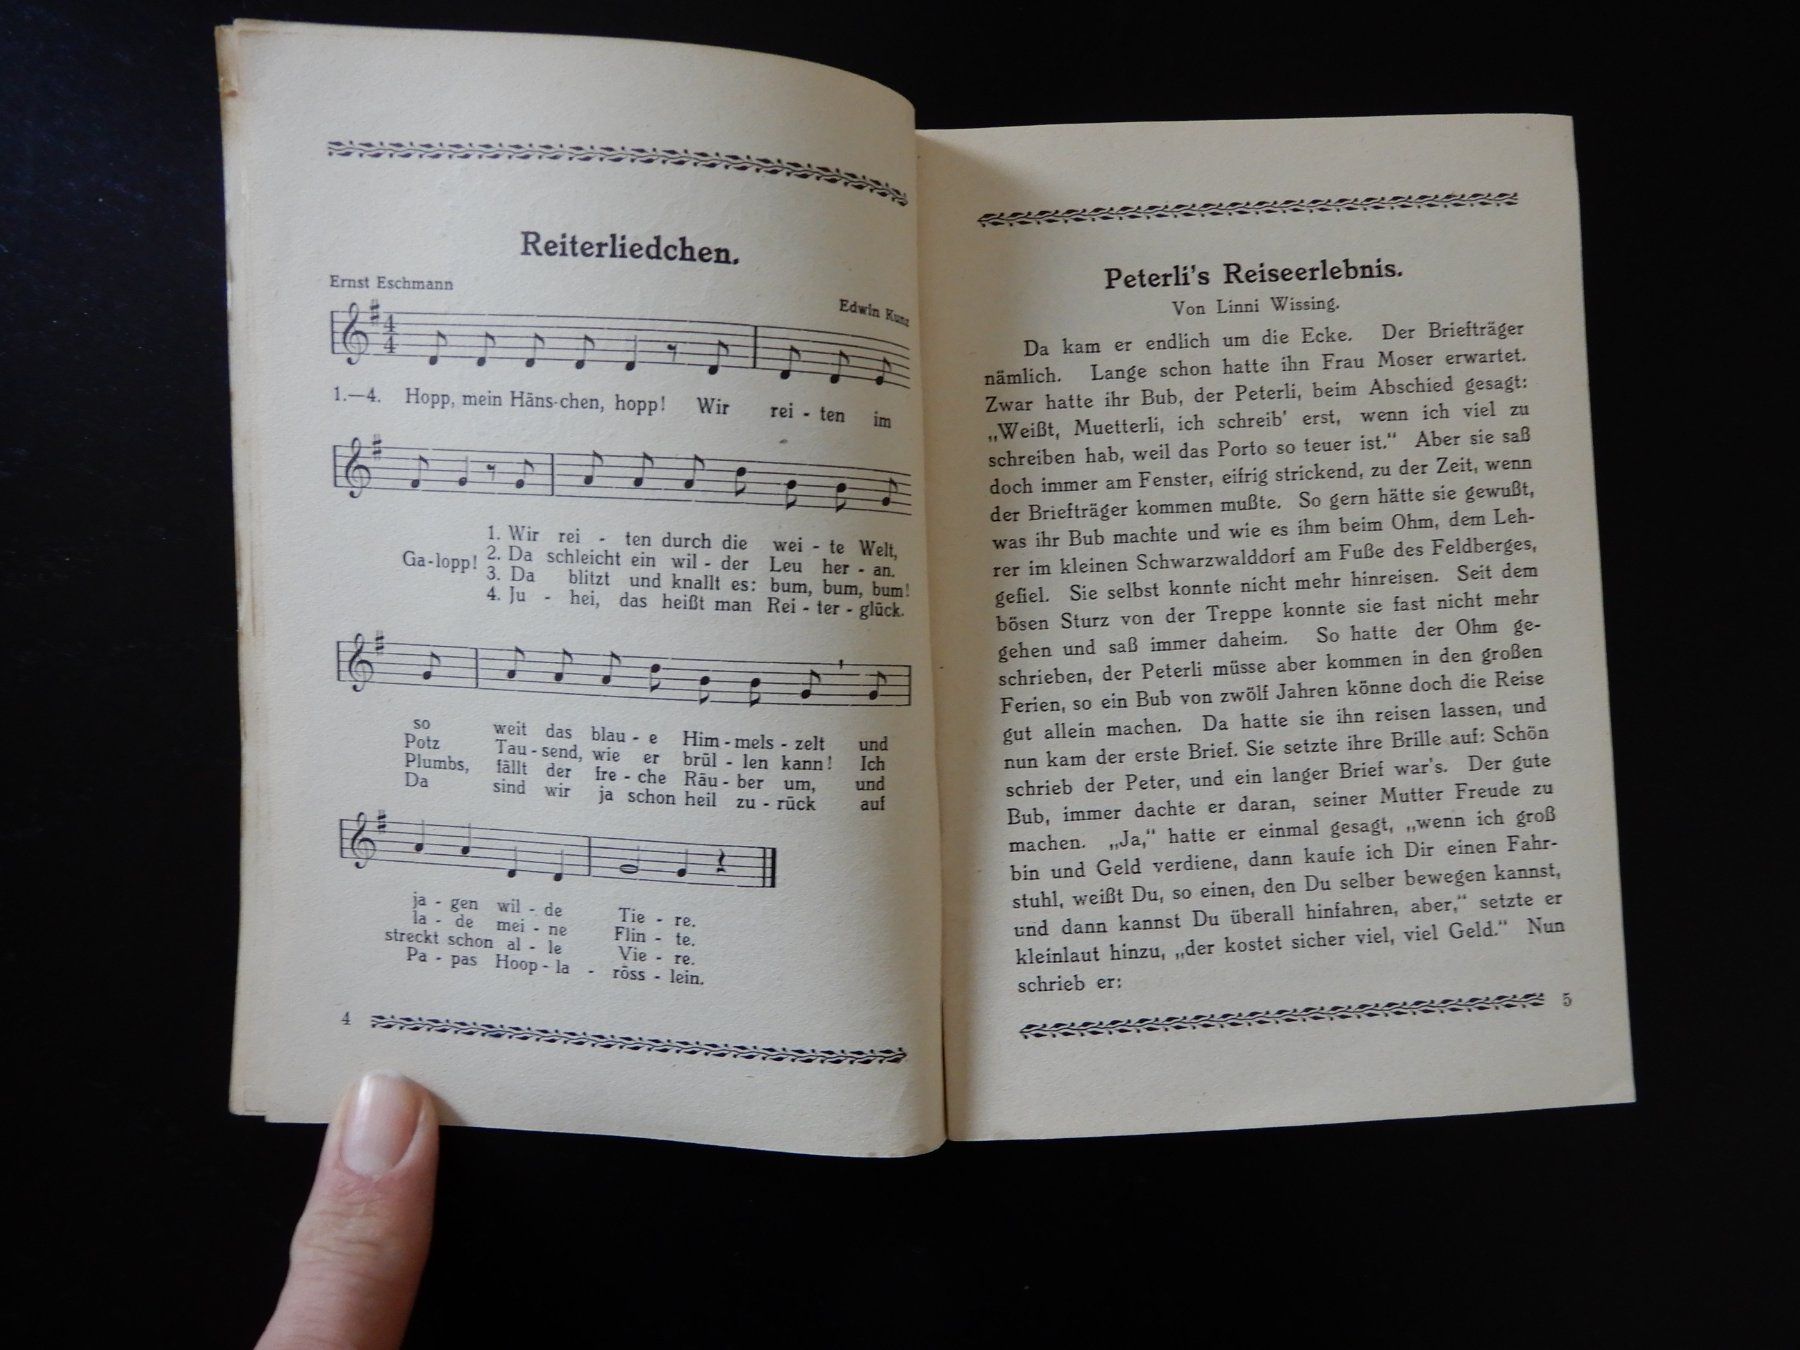 Reiterliedchen.
Ernst Eschmann
Edwin Kunz
4
4
1.—4. Hopp, mein Häns-chen, hopp! Wir rei - ten im
Ga-lopp!
1. Wir rei - ten durch die wei - te Welt,
2. Da schleicht ein wil - der Leu her - an.
3. Da blitzt und knallt es: bum, bum, bum!
4. Ju - hei, das heißt man Rei - ter - glück.
so weit das blau - e Him - mels - zelt und
Potz Tau - send, wie er brül - len kann! Ich
Plumbs, fällt der fre - che Räu - ber um, und
Da sind wir ja schon heil zu - rück auf
ja - gen wil - de Tie - re.
la - de mei - ne Flin - te.
streckt schon al - le Vie - re.
Pa - pas Hoop - la - röss - lein.
4
Peterli's Reiseerlebnis.
Von Linni Wissing.
Da kam er endlich um die Ecke. Der Briefträger
nämlich. Lange schon hatte ihn Frau Moser erwartet.
Zwar hatte ihr Bub, der Peterli, beim Abschied gesagt:
„Weißt, Muetterli, ich schreib' erst, wenn ich viel zu
schreiben hab, weil das Porto so teuer ist.“ Aber sie saß
doch immer am Fenster, eifrig strickend, zu der Zeit, wenn
der Briefträger kommen mußte. So gern hätte sie gewußt,
was ihr Bub machte und wie es ihm beim Ohm, dem Leh-
rer im kleinen Schwarzwalddorf am Fuße des Feldberges,
gefiel. Sie selbst konnte nicht mehr hinreisen. Seit dem
bösen Sturz von der Treppe konnte sie fast nicht mehr
gehen und saß immer daheim. So hatte der Ohm ge-
schrieben, der Peterli müsse aber kommen in den großen
Ferien, so ein Bub von zwölf Jahren könne doch die Reise
gut allein machen. Da hatte sie ihn reisen lassen, und
nun kam der erste Brief. Sie setzte ihre Brille auf: Schön
schrieb der Peter, und ein langer Brief war's. Der gute
Bub, immer dachte er daran, seiner Mutter Freude zu
machen. „Ja,“ hatte er einmal gesagt, „wenn ich groß
bin und Geld verdiene, dann kaufe ich Dir einen Fahr-
stuhl, weißt Du, so einen, den Du selber bewegen kannst,
und dann kannst Du überall hinfahren, aber,“ setzte er
kleinlaut hinzu, „der kostet sicher viel, viel Geld.“ Nun
schrieb er:
5